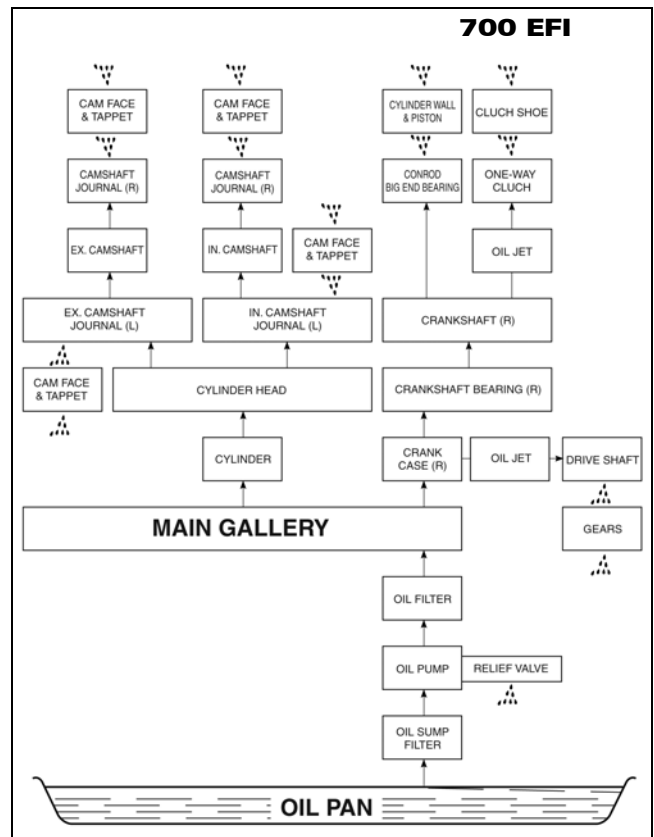 700 EFI
CAM FACE
& TAPPET
CAM FACE
& TAPPET
CYLINDER WALL
& PISTON
CLUCH SHOE
CAMSHAFT
JOURNAL (R)
CAMSHAFT
JOURNAL (R)
CONROD
BIG END BEARING
ONE-WAY
CLUCH
EX. CAMSHAFT
IN. CAMSHAFT
CAM FACE
& TAPPET
OIL JET
EX. CAMSHAFT
JOURNAL (L)
IN. CAMSHAFT
JOURNAL (L)
CRANKSHAFT (R)
CAM FACE
& TAPPET
CYLINDER HEAD
CRANKSHAFT BEARING (R)
CYLINDER
CRANK
CASE (R)
OIL JET
DRIVE SHAFT
MAIN GALLERY
GEARS
OIL FILTER
OIL PUMP
RELIEF VALVE
OIL SUMP
FILTER
OIL PAN